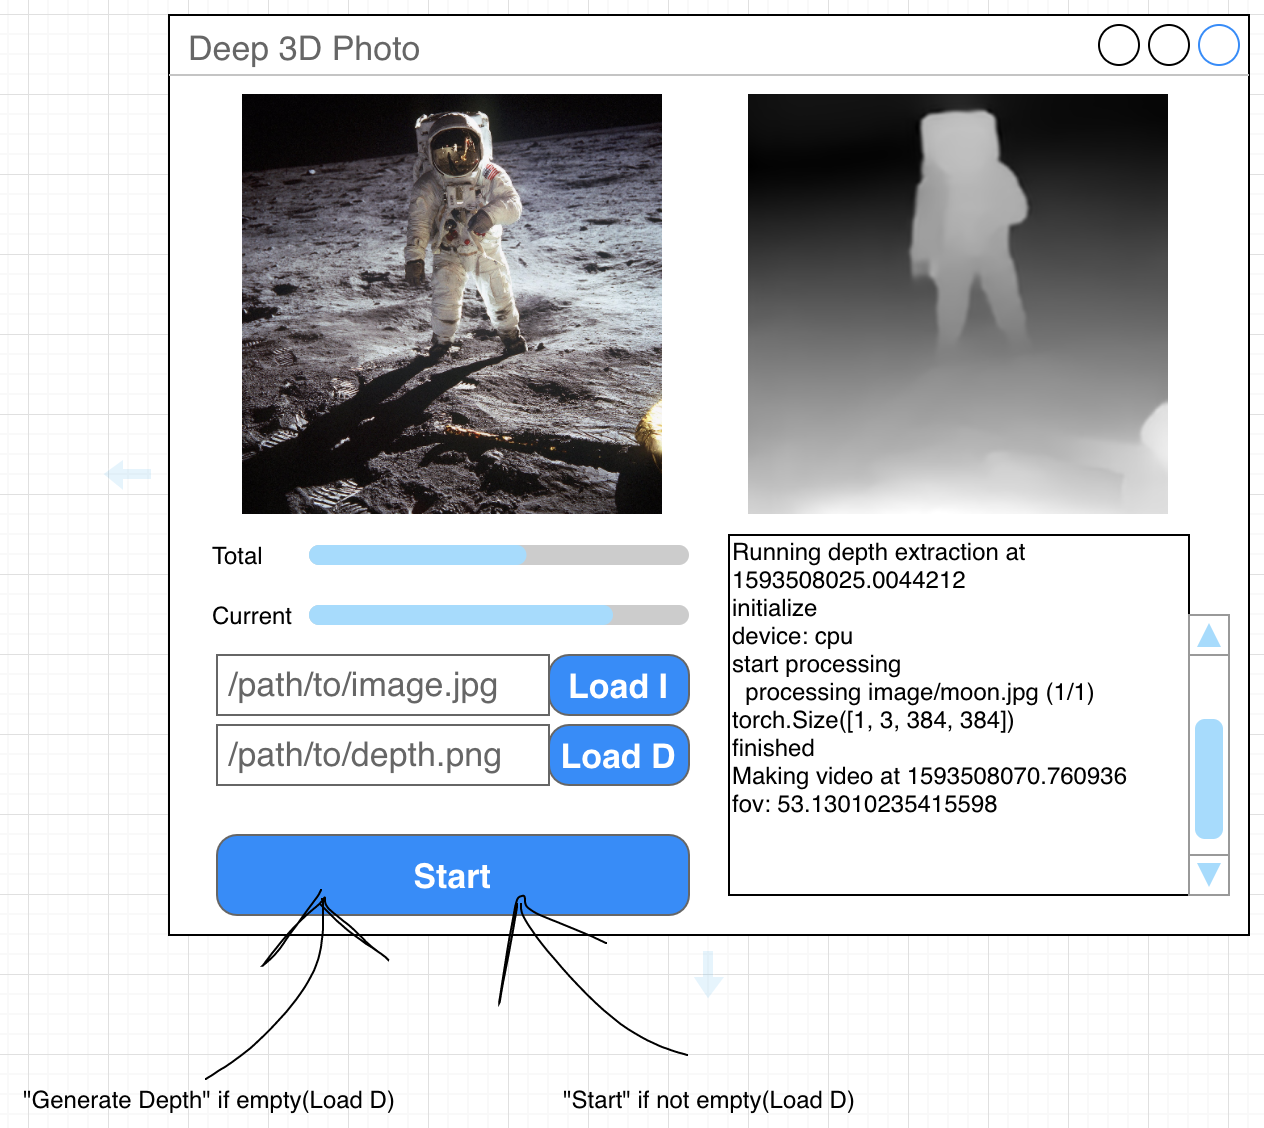 Deep 3D Photo
Total
Current
/path/to/image.jpg
Load I
/path/to/depth.png
Load D
Start
Running depth extraction at
1593508025.0044212
initialize
device: cpu
start processing
processing image/moon.jpg (1/1)
torch.Size([1, 3, 384, 384])
finished
Making video at 1593508070.760936
fov: 53.13010235415598
"Generate Depth" if empty(Load D)
"Start" if not empty(Load D)